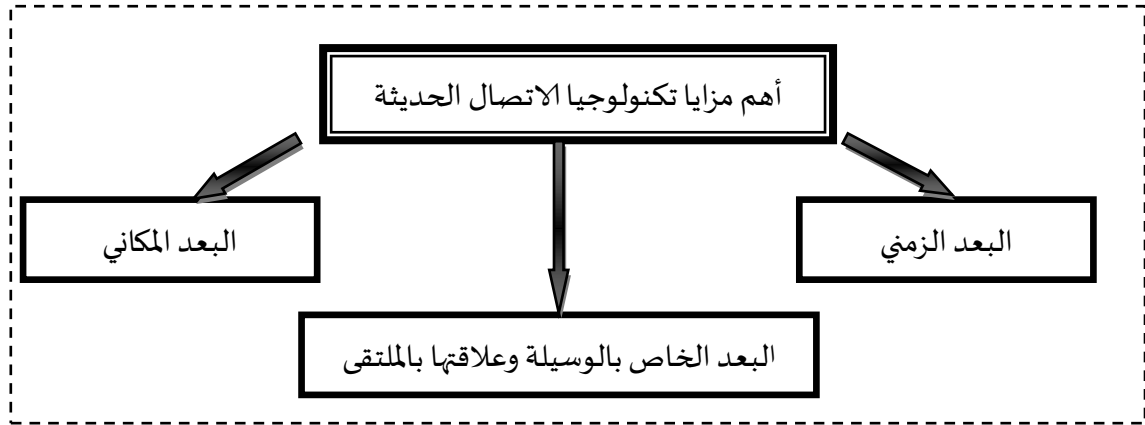 أهم مزايا تكنولوجيا الاتصال الحديثة
البعد الزمني
البعد المكاني
البعد الخاص بالوسيلة وعلاقتها بالملتقى